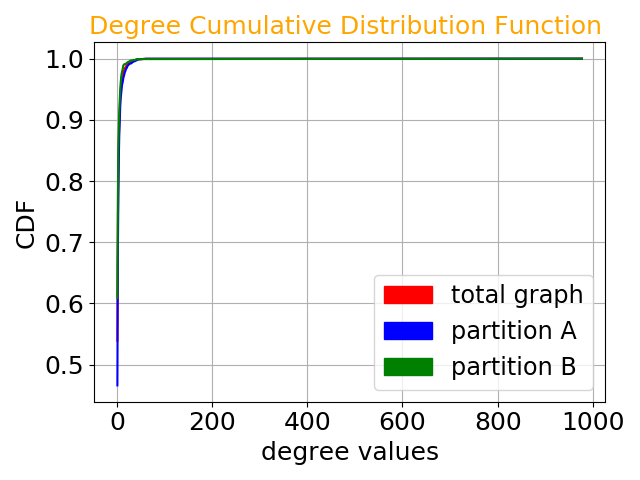 Degree Cumulative Distribution Function
CDF
1.0
0.9
0.8
0.7
0.6
0.5
total graph
partition A
partition B
0 200 400 600 800 1000
degree values